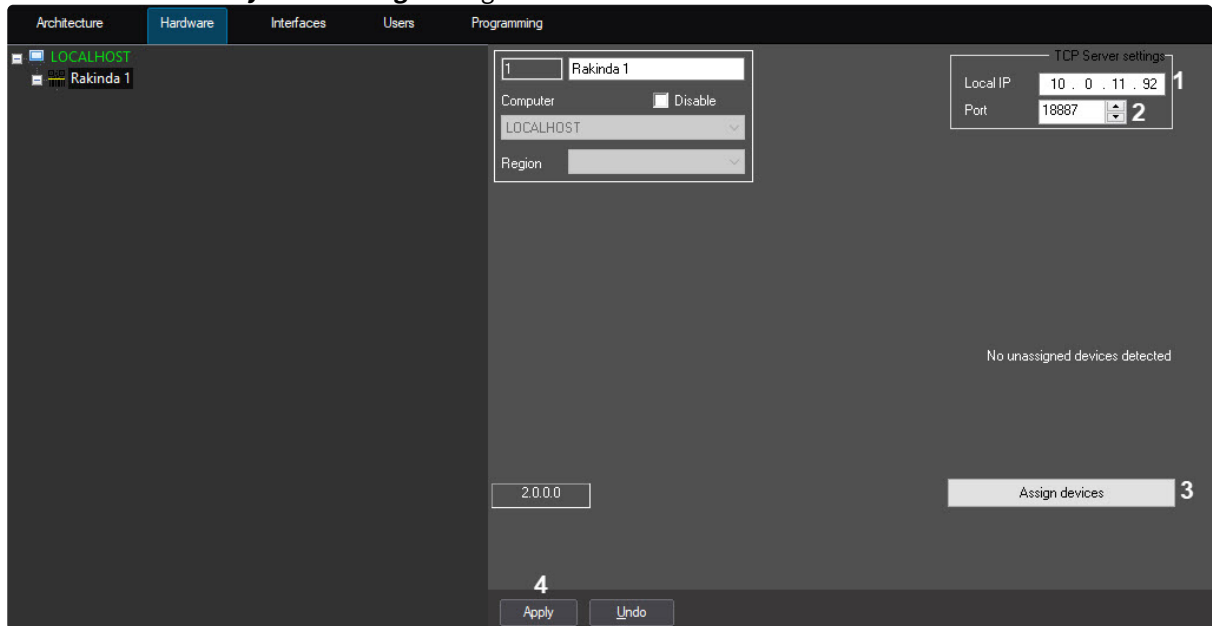 Architecture Hardware Interfaces Users Programming
LOCALHOST
Rakinda 1
1 Rakinda 1
Computer Disable
LOCALHOST
Region
TCP Server settings
Local IP 10 . 0 . 11 . 92 1
Port 18887 2
No unassigned devices detected
2.0.0.0
Assign devices 3
4
Apply Undo